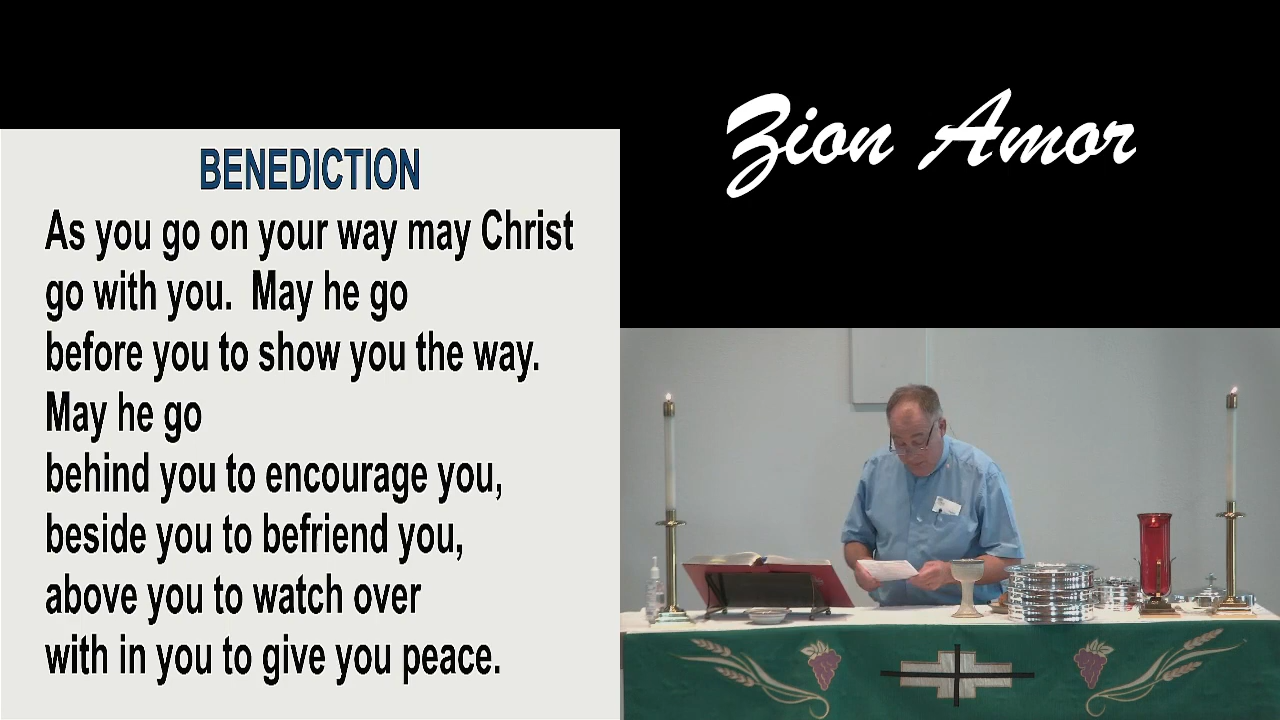 Zion Amor
BENEDICTION
As you go on your way may Christ
go with you.  May he go
before you to show you the way.
May he go
behind you to encourage you,
beside you to befriend you,
above you to watch over
with in you to give you peace.